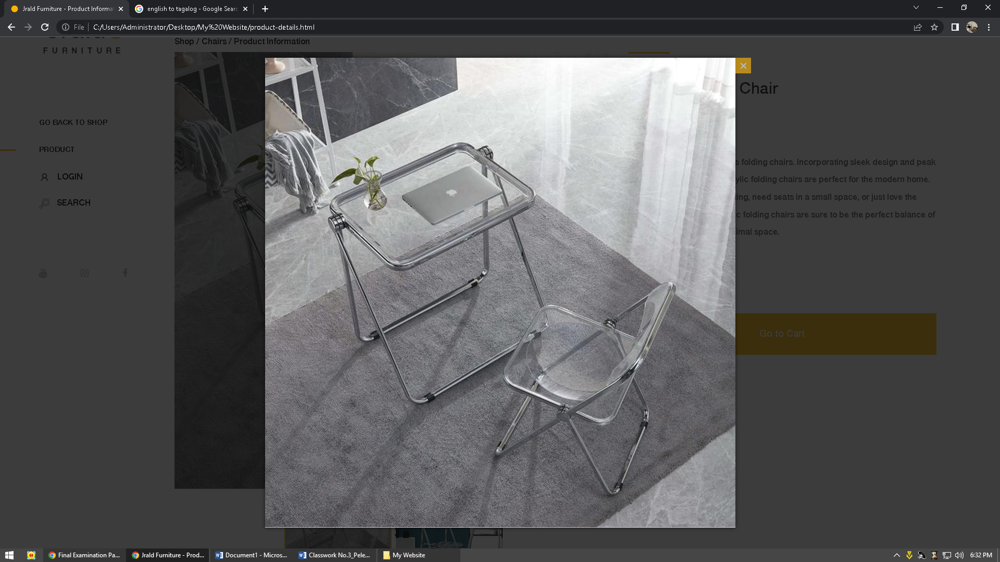 Jrald Furniture - Product Informat
english to tagalog - Google Searc
File
C:/Users/Administrator/Desktop/My%20Website/product-details.html
FURNITURE
Shop / Chairs / Product Information
GO BACK TO SHOP
PRODUCT
LOGIN
SEARCH
Chair
s folding chairs. Incorporating sleek design and peak
ylic folding chairs are perfect for the modern home.
ing, need seats in a small space, or just love the
c folding chairs are sure to be the perfect balance of
imal space.
Go to Cart
Final Examination Pa...
Jrald Furniture - Prod...
Document1 - Micros...
Classwork No.3_Pele...
My Website
6:32 PM